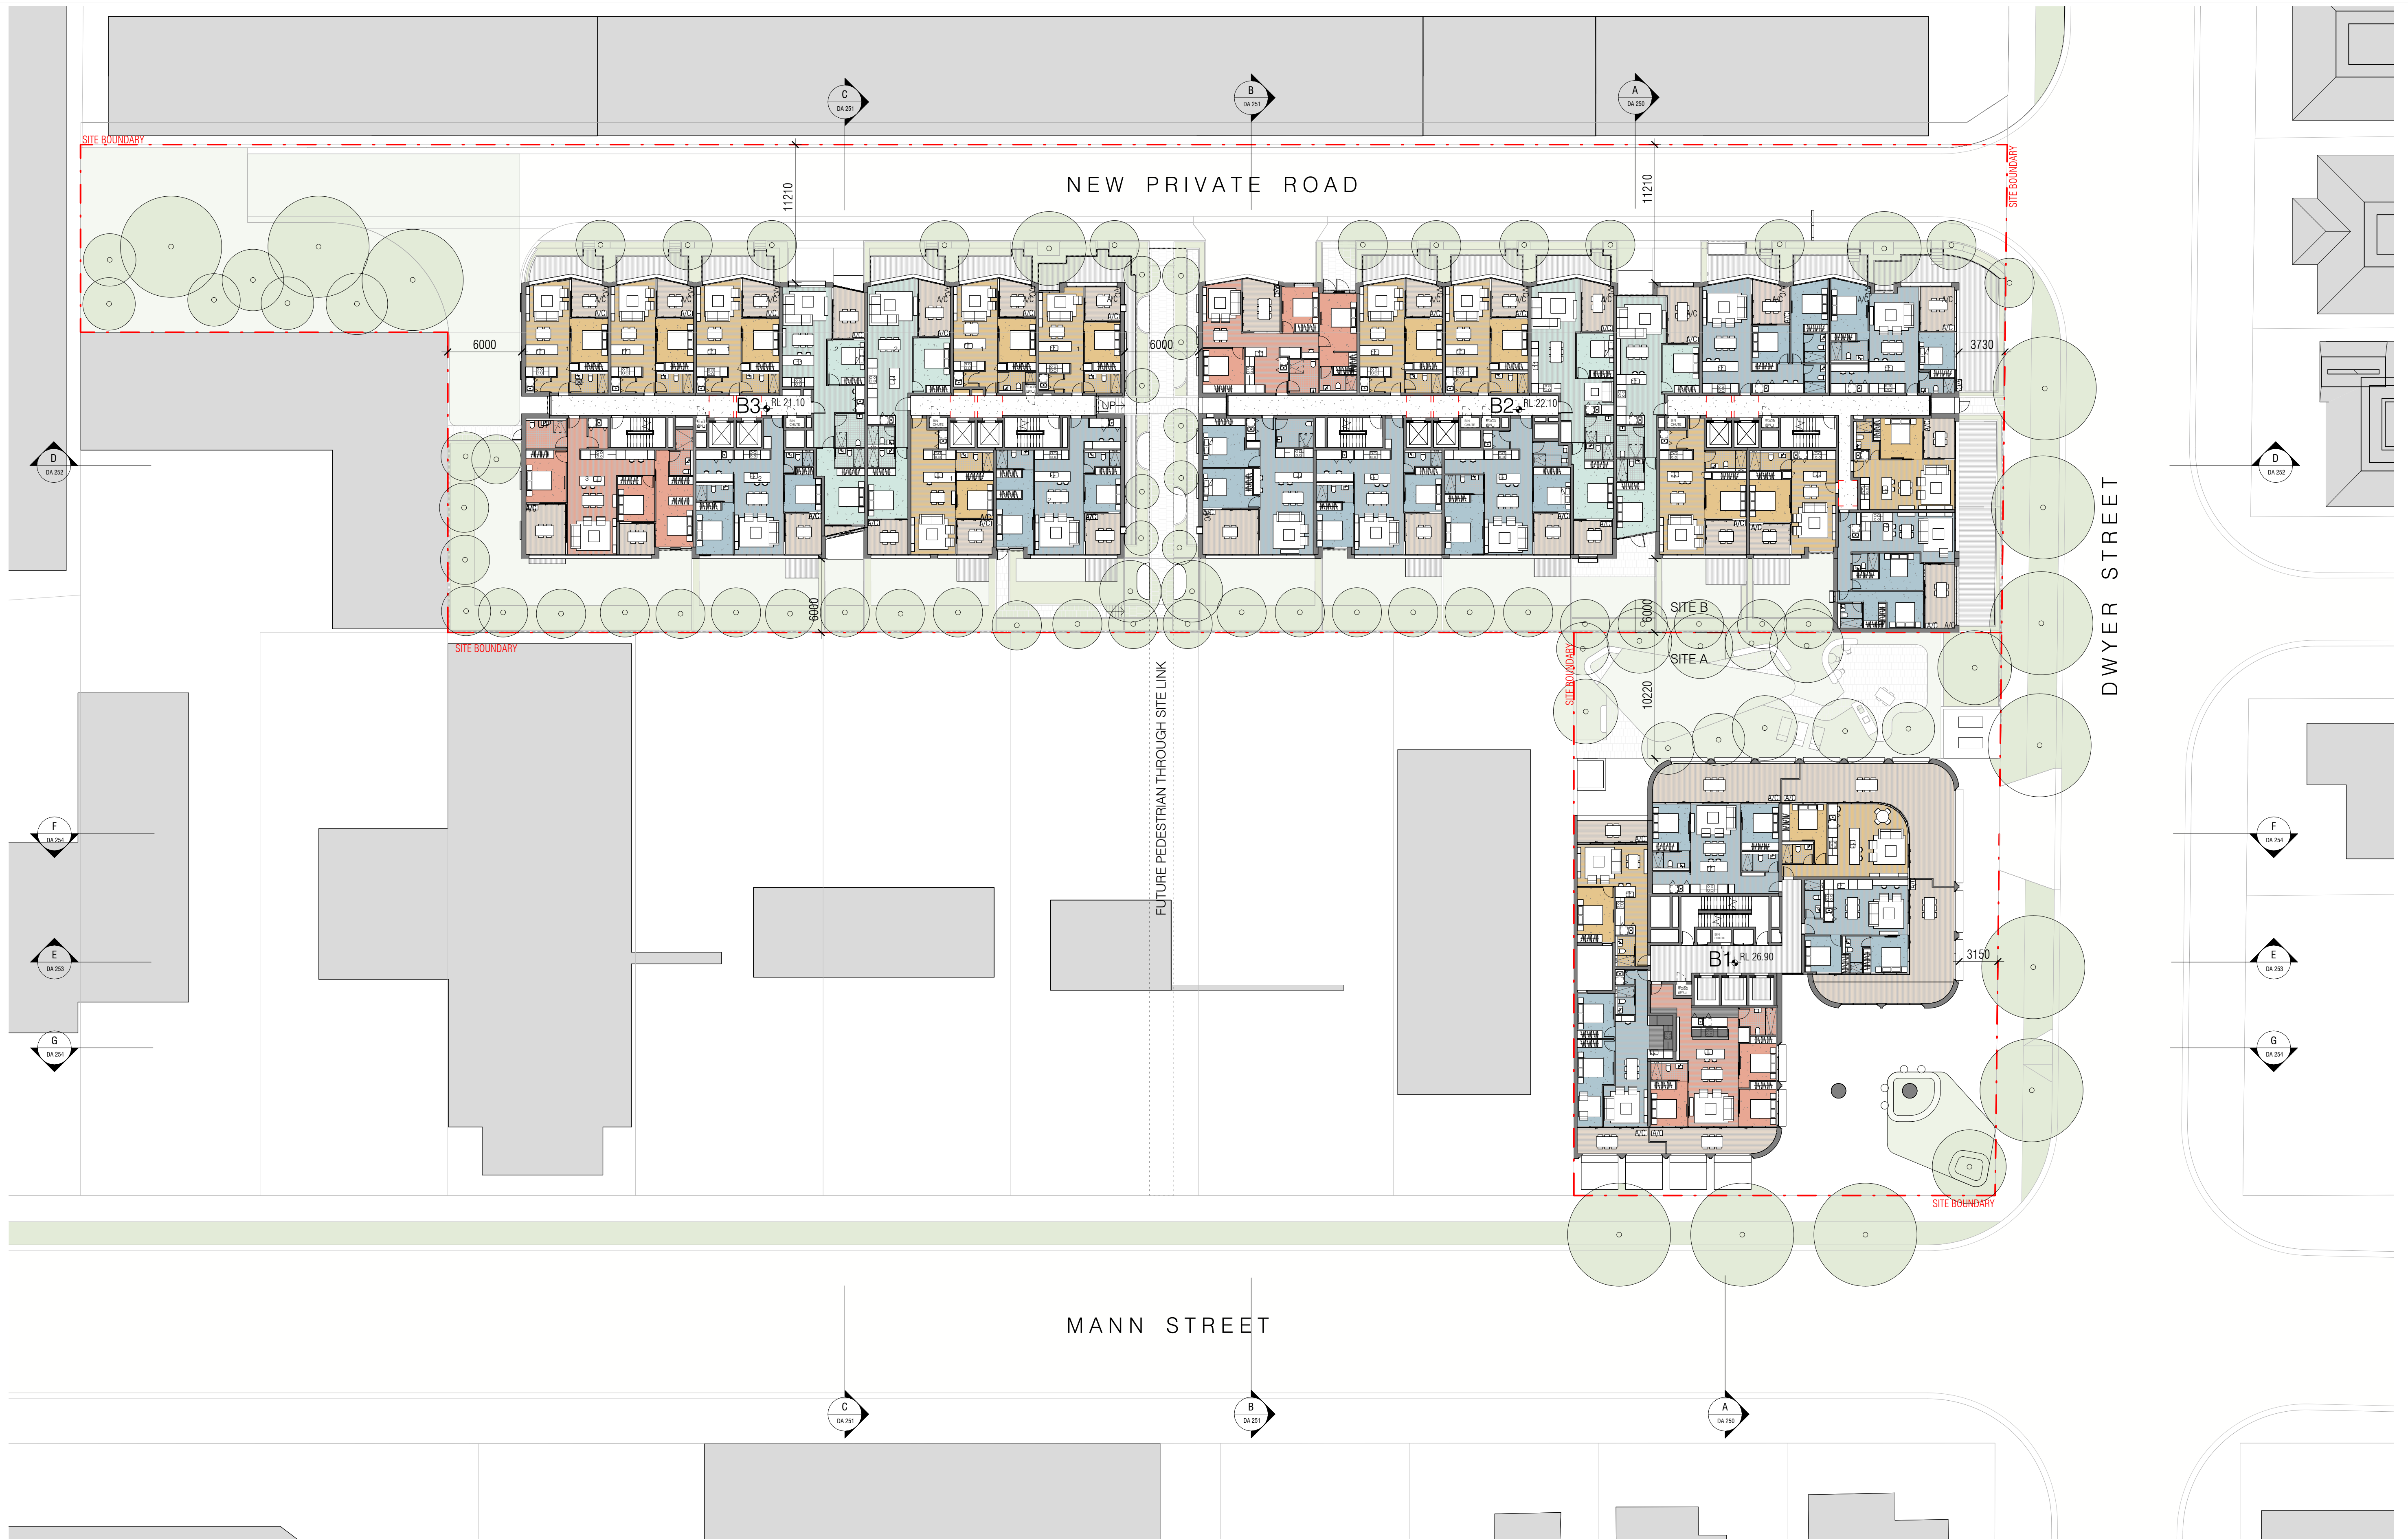 C
DA 251
B
DA 251
A
DA 250
SITE BOUNDARY
SITE BOUNDARY
NEW PRIVATE ROAD
11210
11210
6000
6000
3730
B3
RL 21.10
UP
B2
RL 22.10
D
DA 252
D
DA 252
DWYER STREET
6000
6000
SITE B
SITE A
SITE BOUNDARY
SITE BOUNDARY
10220
FUTURE PEDESTRIAN THROUGH SITE LINK
F
DA 254
F
DA 254
E
DA 253
B1
RL 26.90
3150
E
DA 253
G
DA 254
G
DA 254
SITE BOUNDARY
MANN STREET
C
DA 251
B
DA 251
A
DA 250